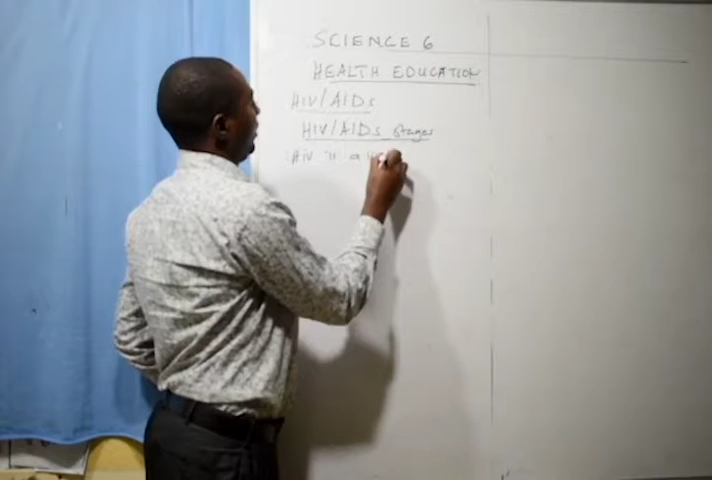 SCIENCE 6
HEALTH EDUCATION
HIV/AIDs
HIV/AIDs stages
HIV is a